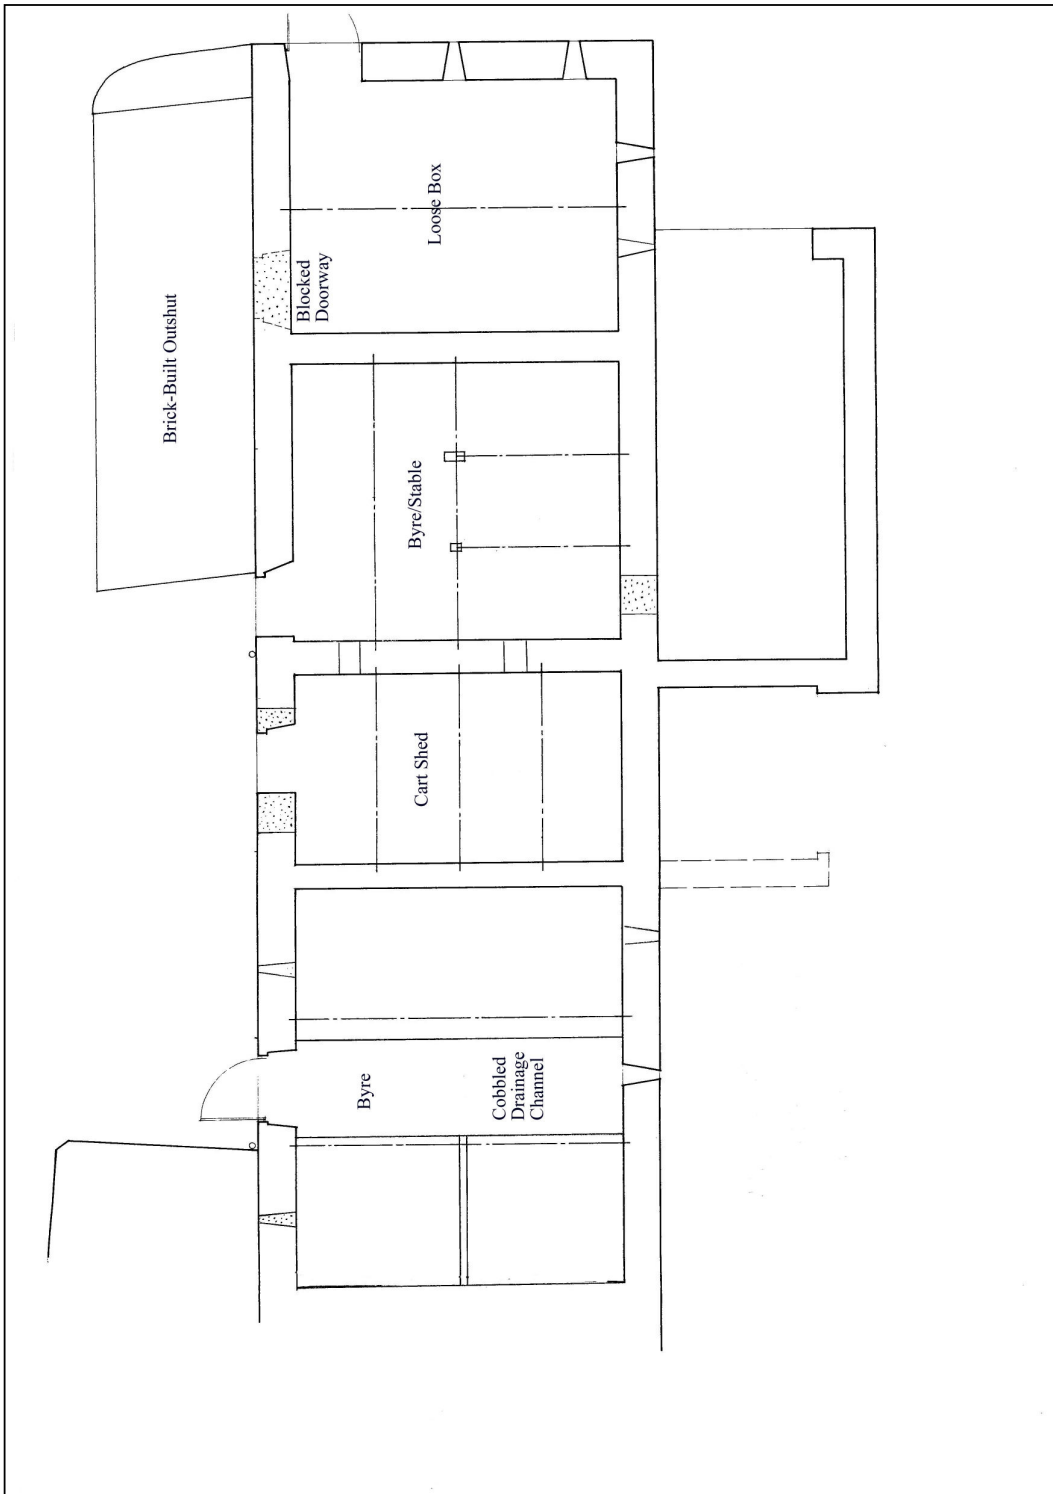 Brick-Built Outshut
Loose Box
Blocked
Doorway
Byre/Stable
Cart Shed
Byre
Cobbled
Drainage
Channel